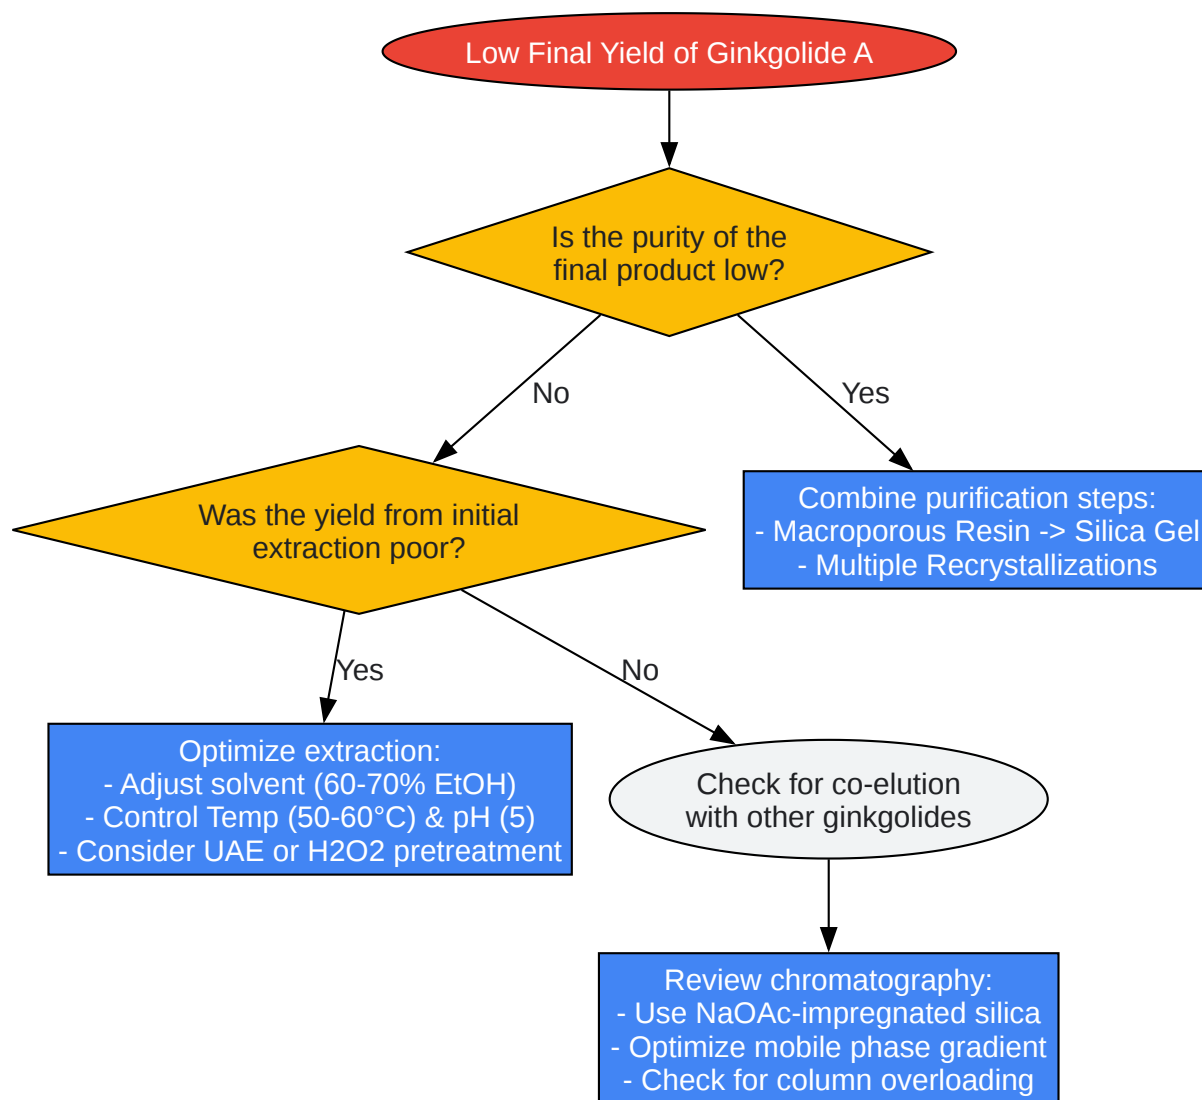 Low Final Yield of Ginkgolide A
Is the purity of the
final product low?
No
Yes
Was the yield from initial
extraction poor?
Combine purification steps:
- Macroporous Resin -> Silica Gel
- Multiple Recrystallizations
Yes
No
Optimize extraction:
- Adjust solvent (60-70% EtOH)
- Control Temp (50-60°C) & pH (5)
- Consider UAE or H2O2 pretreatment
Check for co-elution
with other ginkgolides
Review chromatography:
- Use NaOAc-impregnated silica
- Optimize mobile phase gradient
- Check for column overloading